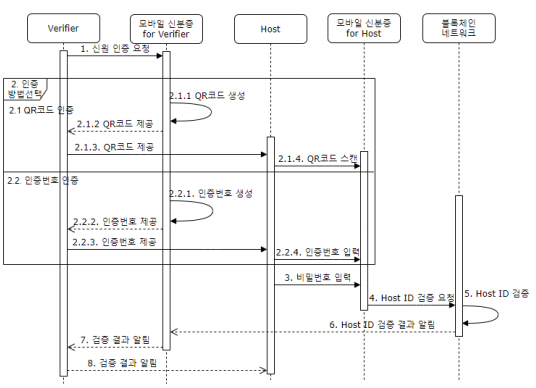 Verifier
모바일 신분증
for Verifier
Host
모바일 신분증
for Host
블록체인
네트워크
1. 신원 인증 요청
2. 인증
방법선택
2.1 QR코드 인증
2.1.1 QR코드 생성
2.1.2 QR코드 제공
2.1.3. QR코드 제공
2.1.4. QR코드 스캔
2.2. 인증번호 인증
2.2.1. 인증번호 생성
2.2.2. 인증번호 제공
2.2.3. 인증번호 제공
2.2.4. 인증번호 입력
3. 비밀번호 입력
4. Host ID 검증 요청
5. Host ID 검증
6. Host ID 검증 결과 알림
7. 검증 결과 알림
8. 검증 결과 알림